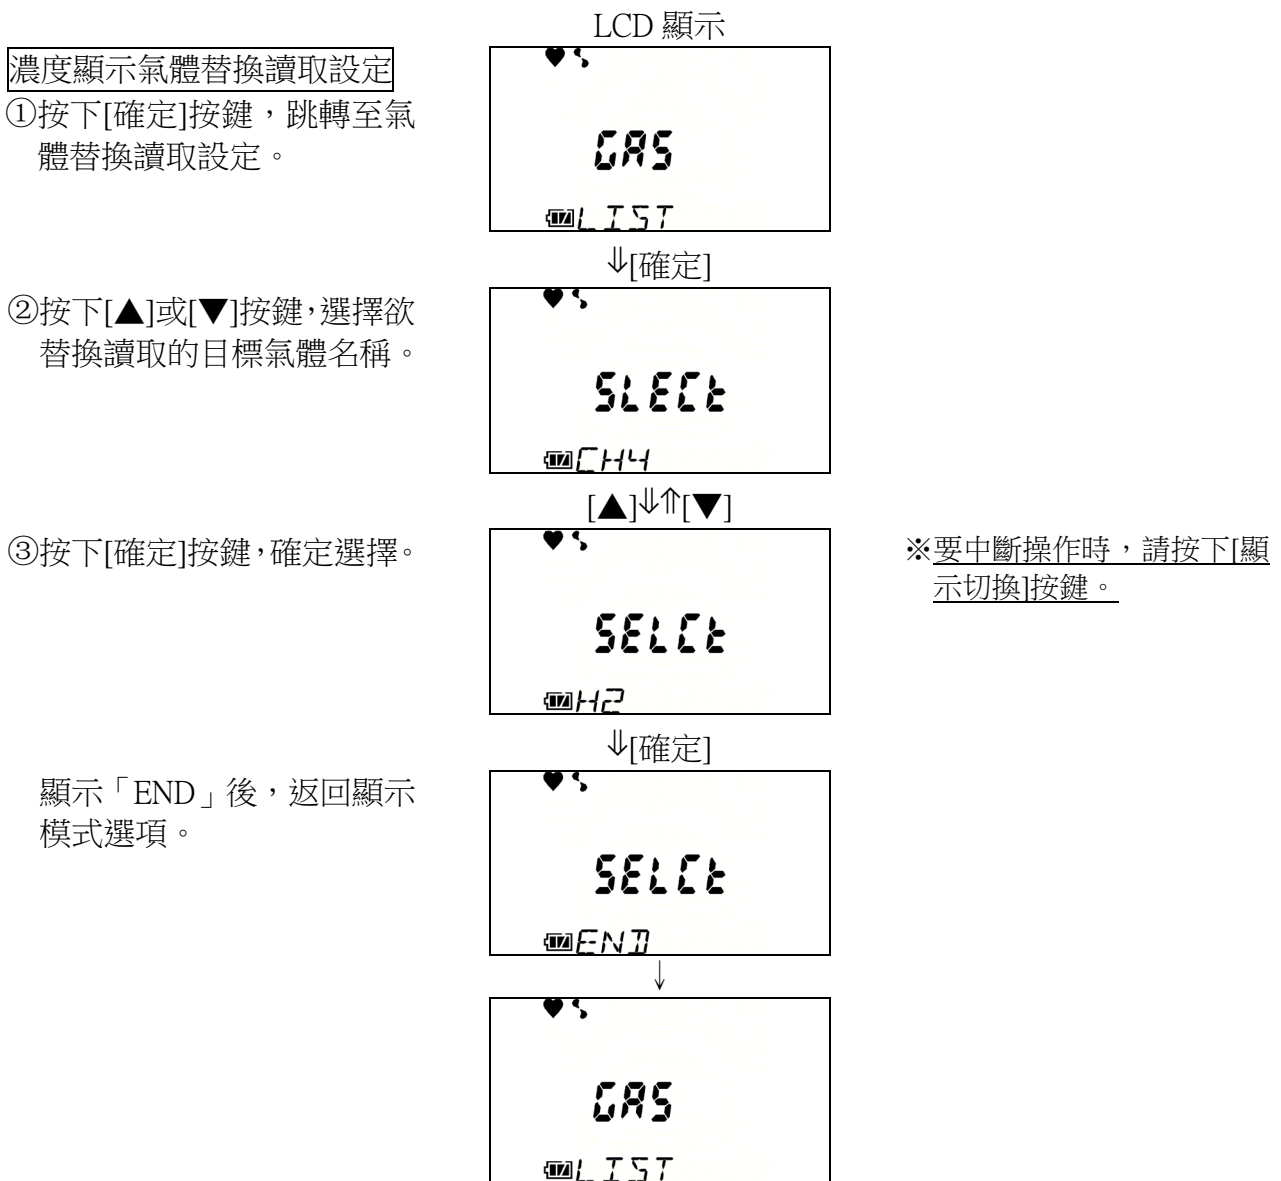 LCD 顯示
濃度顯示氣體替換讀取設定
①按下[確定]按鍵，跳轉至氣
體替換讀取設定。
GAS
LIST
⇓[確定]
②按下[▲]或[▼]按鍵，選擇欲
替換讀取的目標氣體名稱。
SLECt
CH4
[▲]⇓⇑[▼]
③按下[確定]按鍵，確定選擇。
※要中斷操作時，請按下[顯
示切換]按鍵。
SELCt
H2
⇓[確定]
顯示「END」後，返回顯示
模式選項。
SELCt
END
↓
GAS
LIST